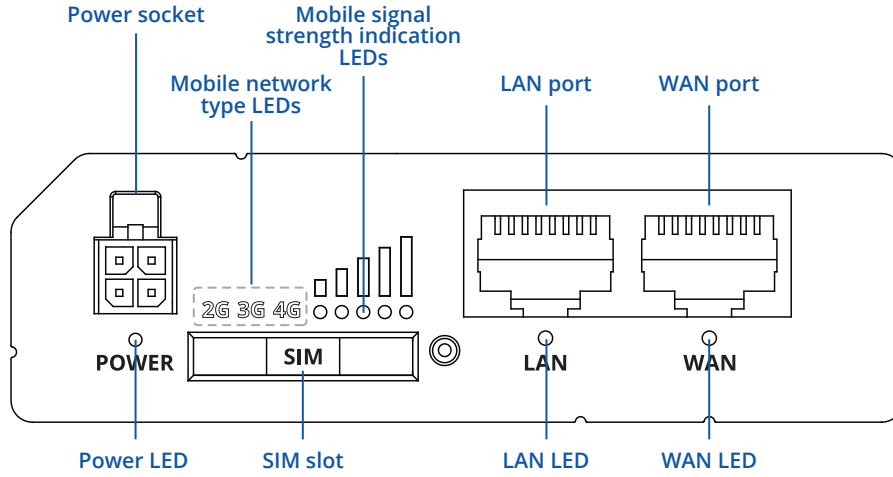 Power socket
Mobile signal
strength indication
LEDs
Mobile network
type LEDs
LAN port
WAN port
2G 3G 4G
POWER
SIM
LAN
WAN
Power LED
SIM slot
LAN LED
WAN LED